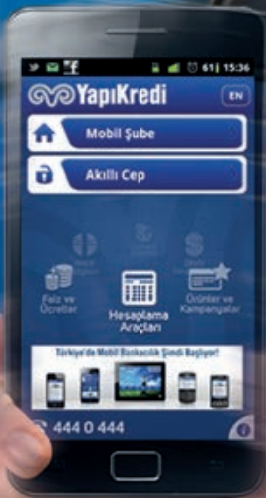 61 15:36
YapıKredi
EN
Mobil Şube
Akıllı Cep
Faiz ve
Ücretler
Hesaplama
Araçları
Ürünler ve
Kampanyalar
Türkiye'de Mobil Bankacılık Şimdi Başlıyor!
444 0 444